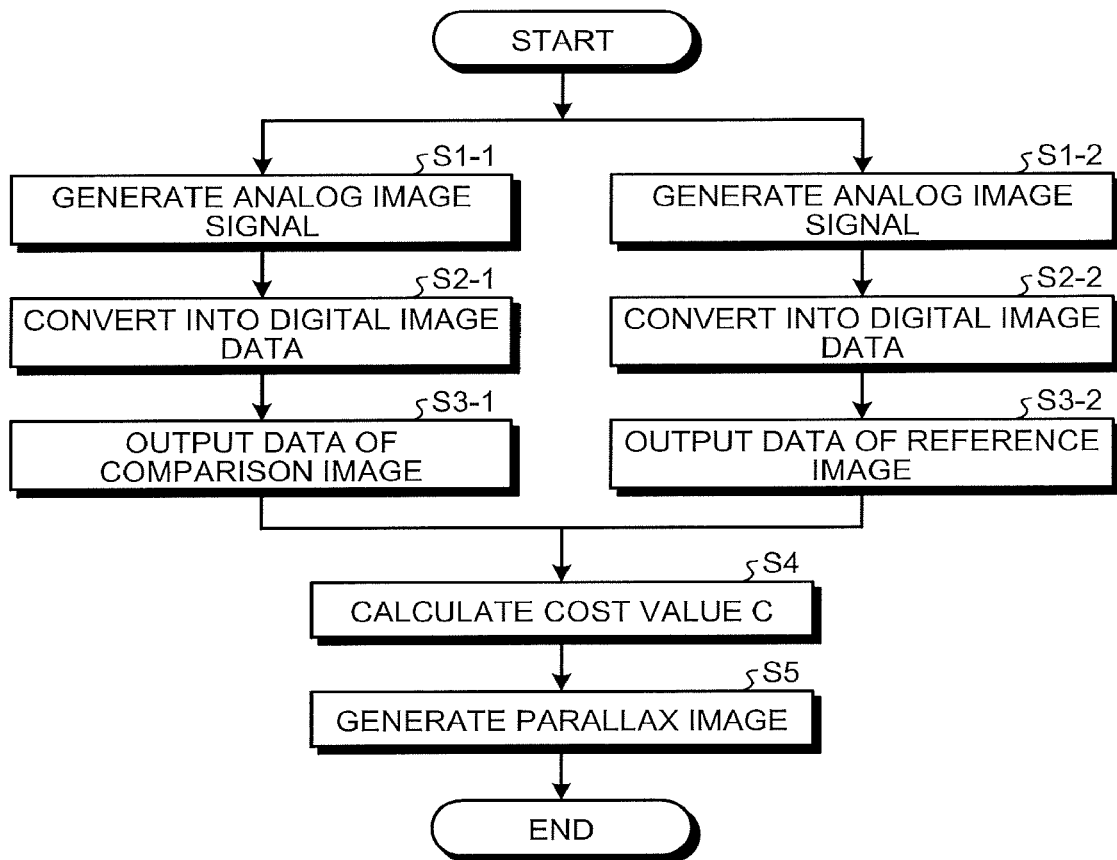 START
S1-1
GENERATE ANALOG IMAGE
SIGNAL
S1-2
GENERATE ANALOG IMAGE
SIGNAL
S2-1
CONVERT INTO DIGITAL IMAGE
DATA
S2-2
CONVERT INTO DIGITAL IMAGE
DATA
S3-1
OUTPUT DATA OF
COMPARISON IMAGE
S3-2
OUTPUT DATA OF REFERENCE
IMAGE
S4
CALCULATE COST VALUE C
S5
GENERATE PARALLAX IMAGE
END